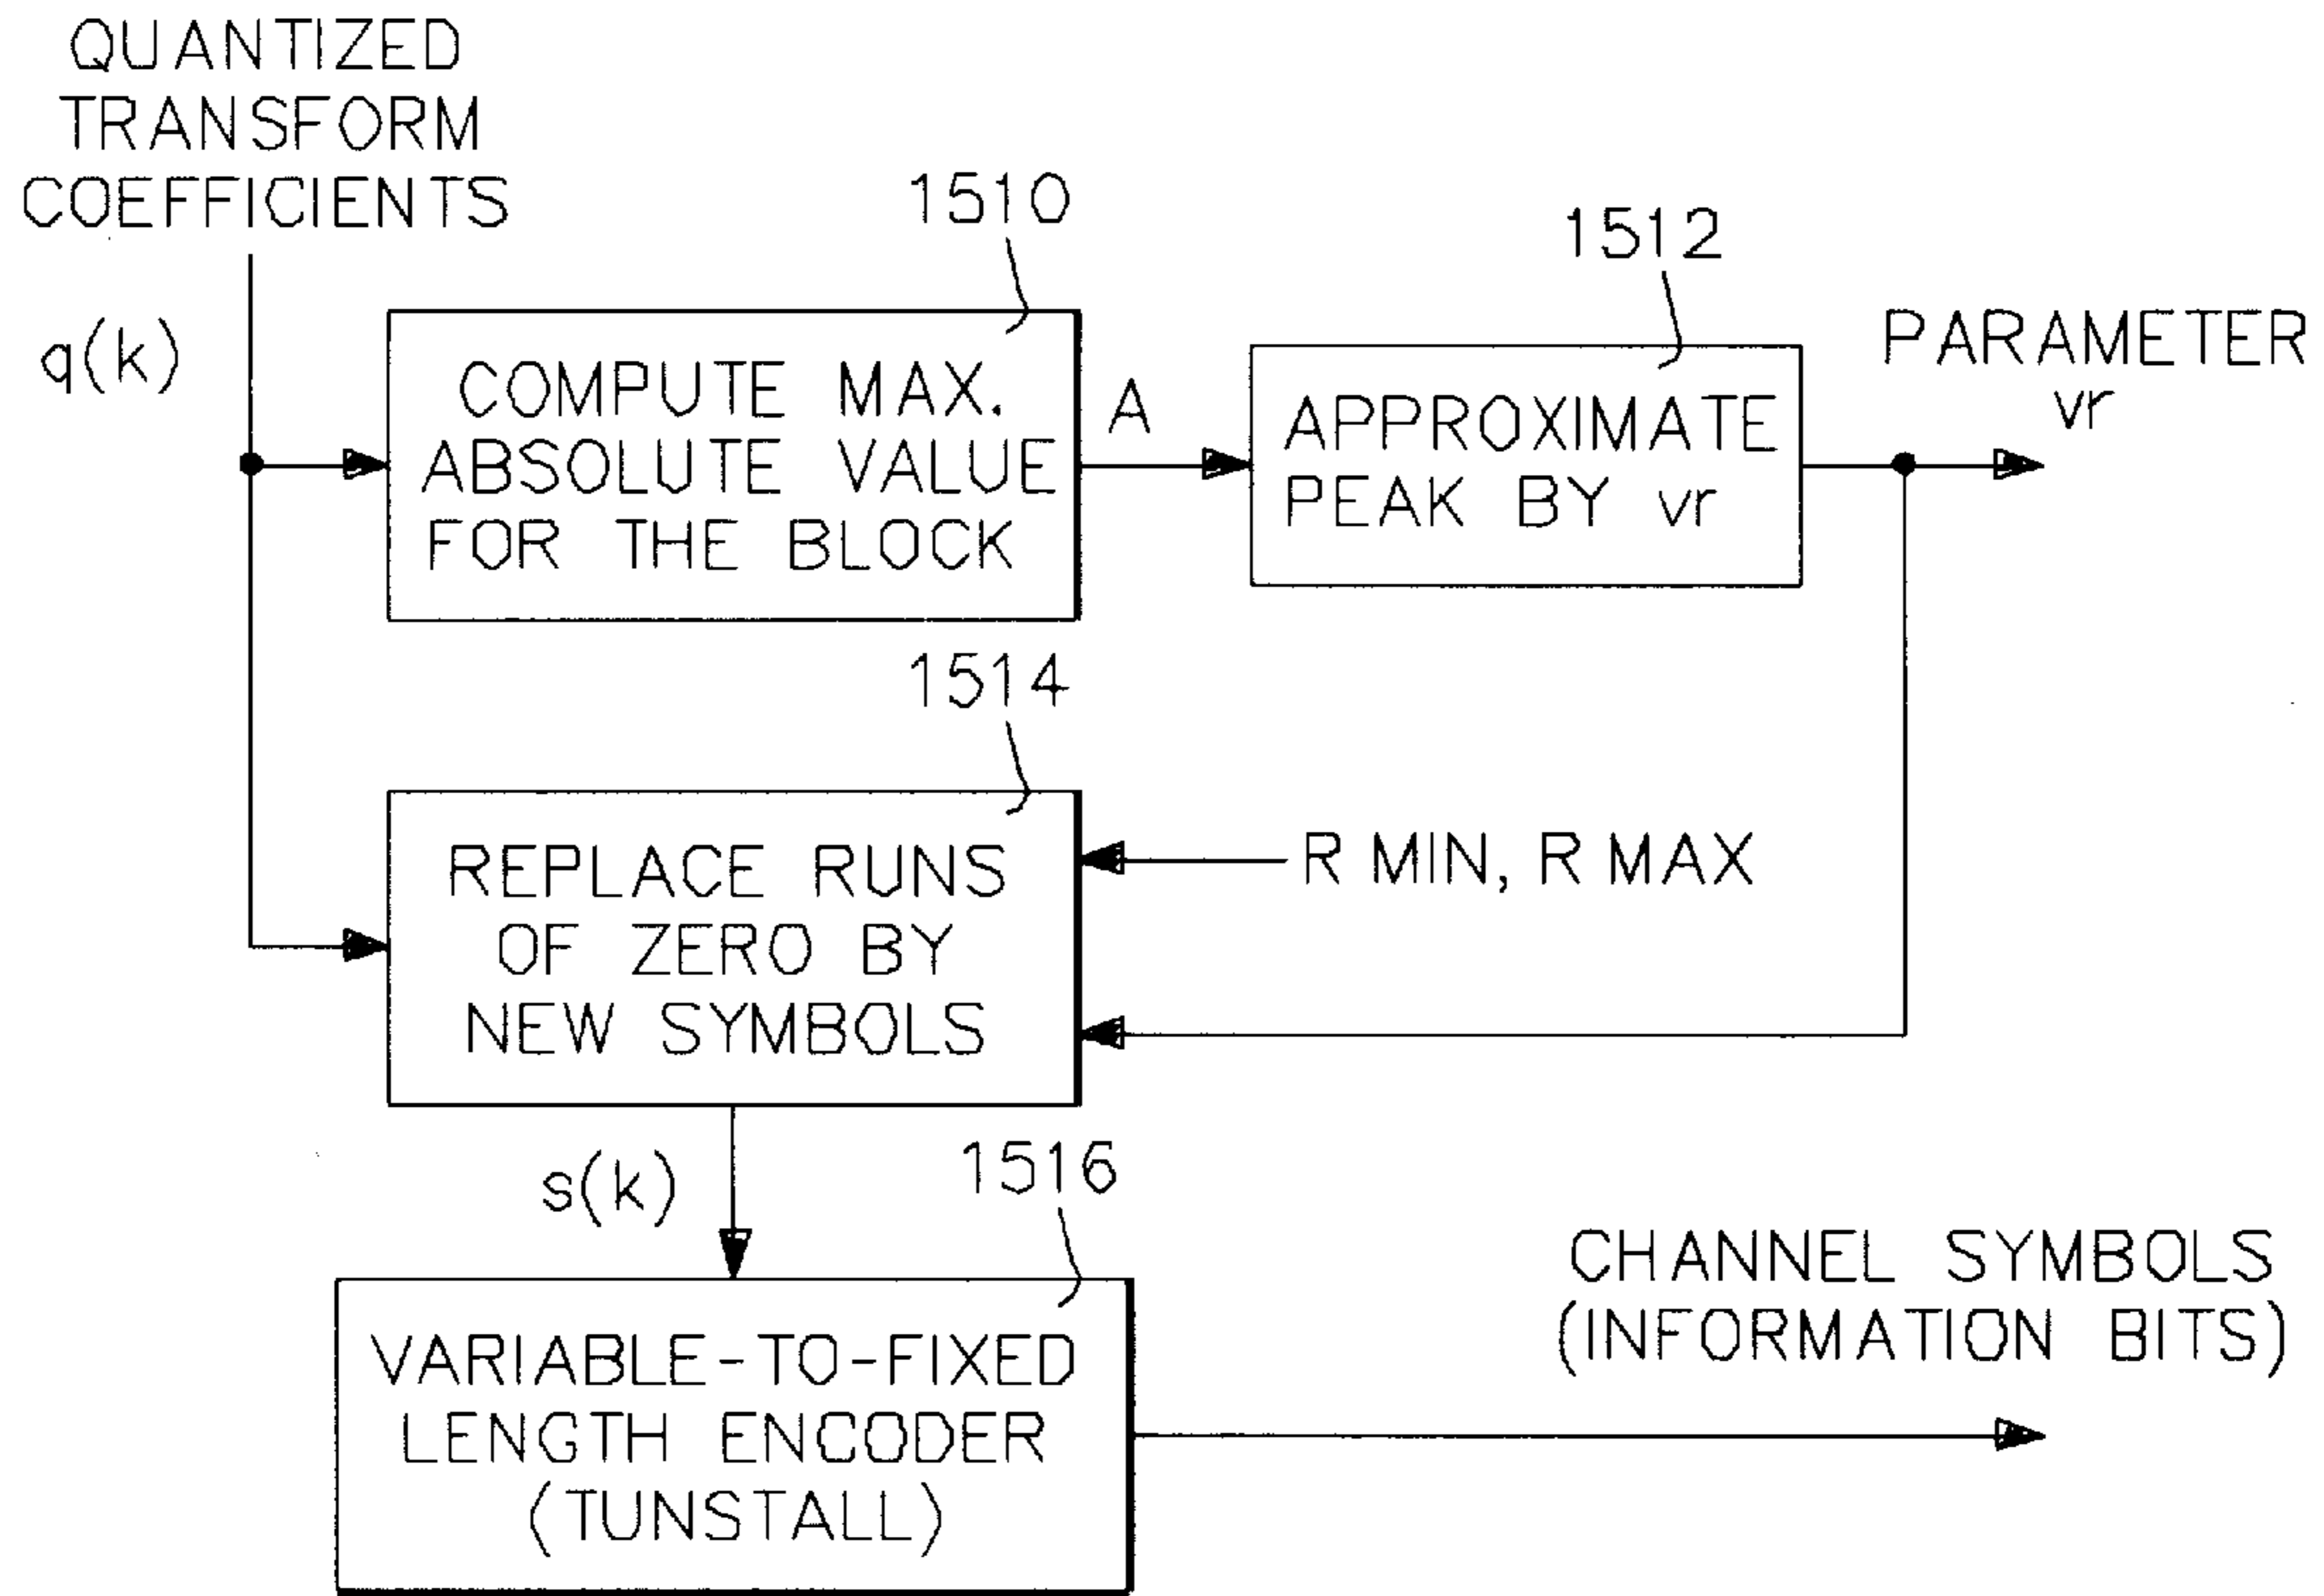 QUANTIZED
TRANSFORM
COEFFICIENTS
q(k)
1510
COMPUTE MAX.
ABSOLUTE VALUE
FOR THE BLOCK
A
1512
APPROXIMATE
PEAK BY vr
PARAMETER
vr
1514
REPLACE RUNS
OF ZERO BY
NEW SYMBOLS
R MIN, R MAX
s(k)
1516
VARIABLE-TO-FIXED
LENGTH ENCODER
(TUNSTALL)
CHANNEL SYMBOLS
(INFORMATION BITS)